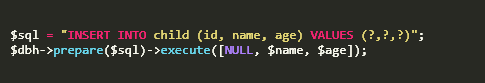 $sql = "INSERT INTO child (id, name, age) VALUES (?,?,?)";
$dbh->prepare($sql)->execute([NULL, $name, $age]);